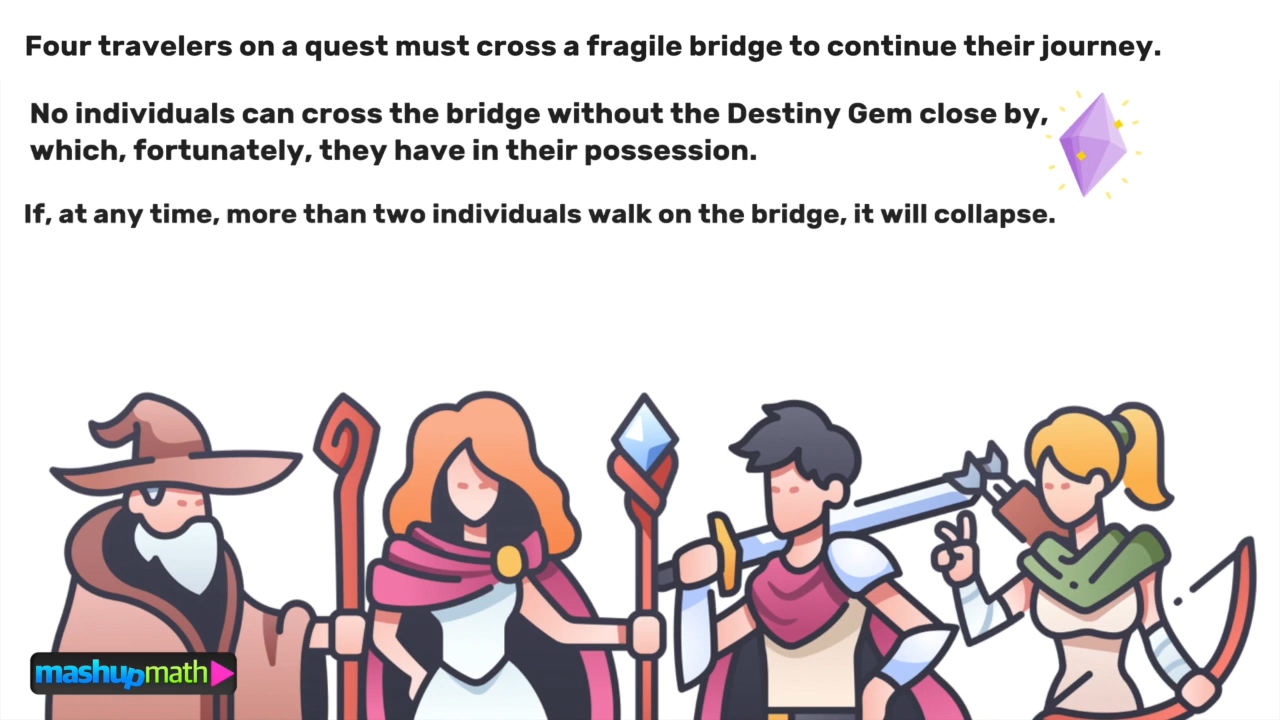 Four travelers on a quest must cross a fragile bridge to continue their journey.
No individuals can cross the bridge without the Destiny Gem close by,
which, fortunately, they have in their possession.
If, at any time, more than two individuals walk on the bridge, it will collapse.
mashupmath